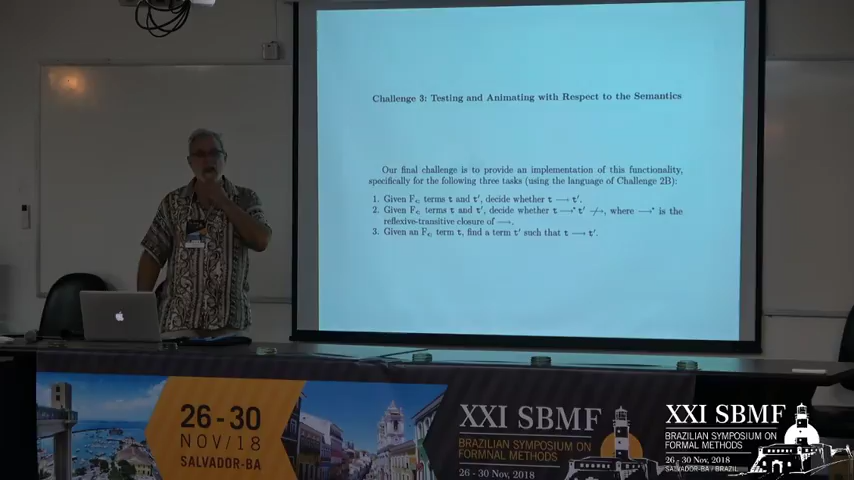 Challenge 3: Testing and Animating with Respect to the Semantics
Our final challenge is to provide an implementation of this functionality,
specifically for the following three tasks (using the language of Challenge 2B):
1. Given F<: terms t and t′, decide whether t ⟶ t′.
2. Given F<: terms t and t′, decide whether t ⟶* t′ ↛, where ⟶* is the
reflexive-transitive closure of ⟶.
3. Given an F<: term t, find a term t′ such that t ⟶ t′.
26-30
NOV/18
SALVADOR-BA
XXI SBMF
BRAZILIAN SYMPOSIUM ON
FORMNAL METHODS
26 - 30 Nov, 2018
XXI SBMF
BRAZILIAN SYMPOSIUM ON
FORMAL METHODS
26 - 30 Nov, 2018
SALVADOR-BA / BRAZIL